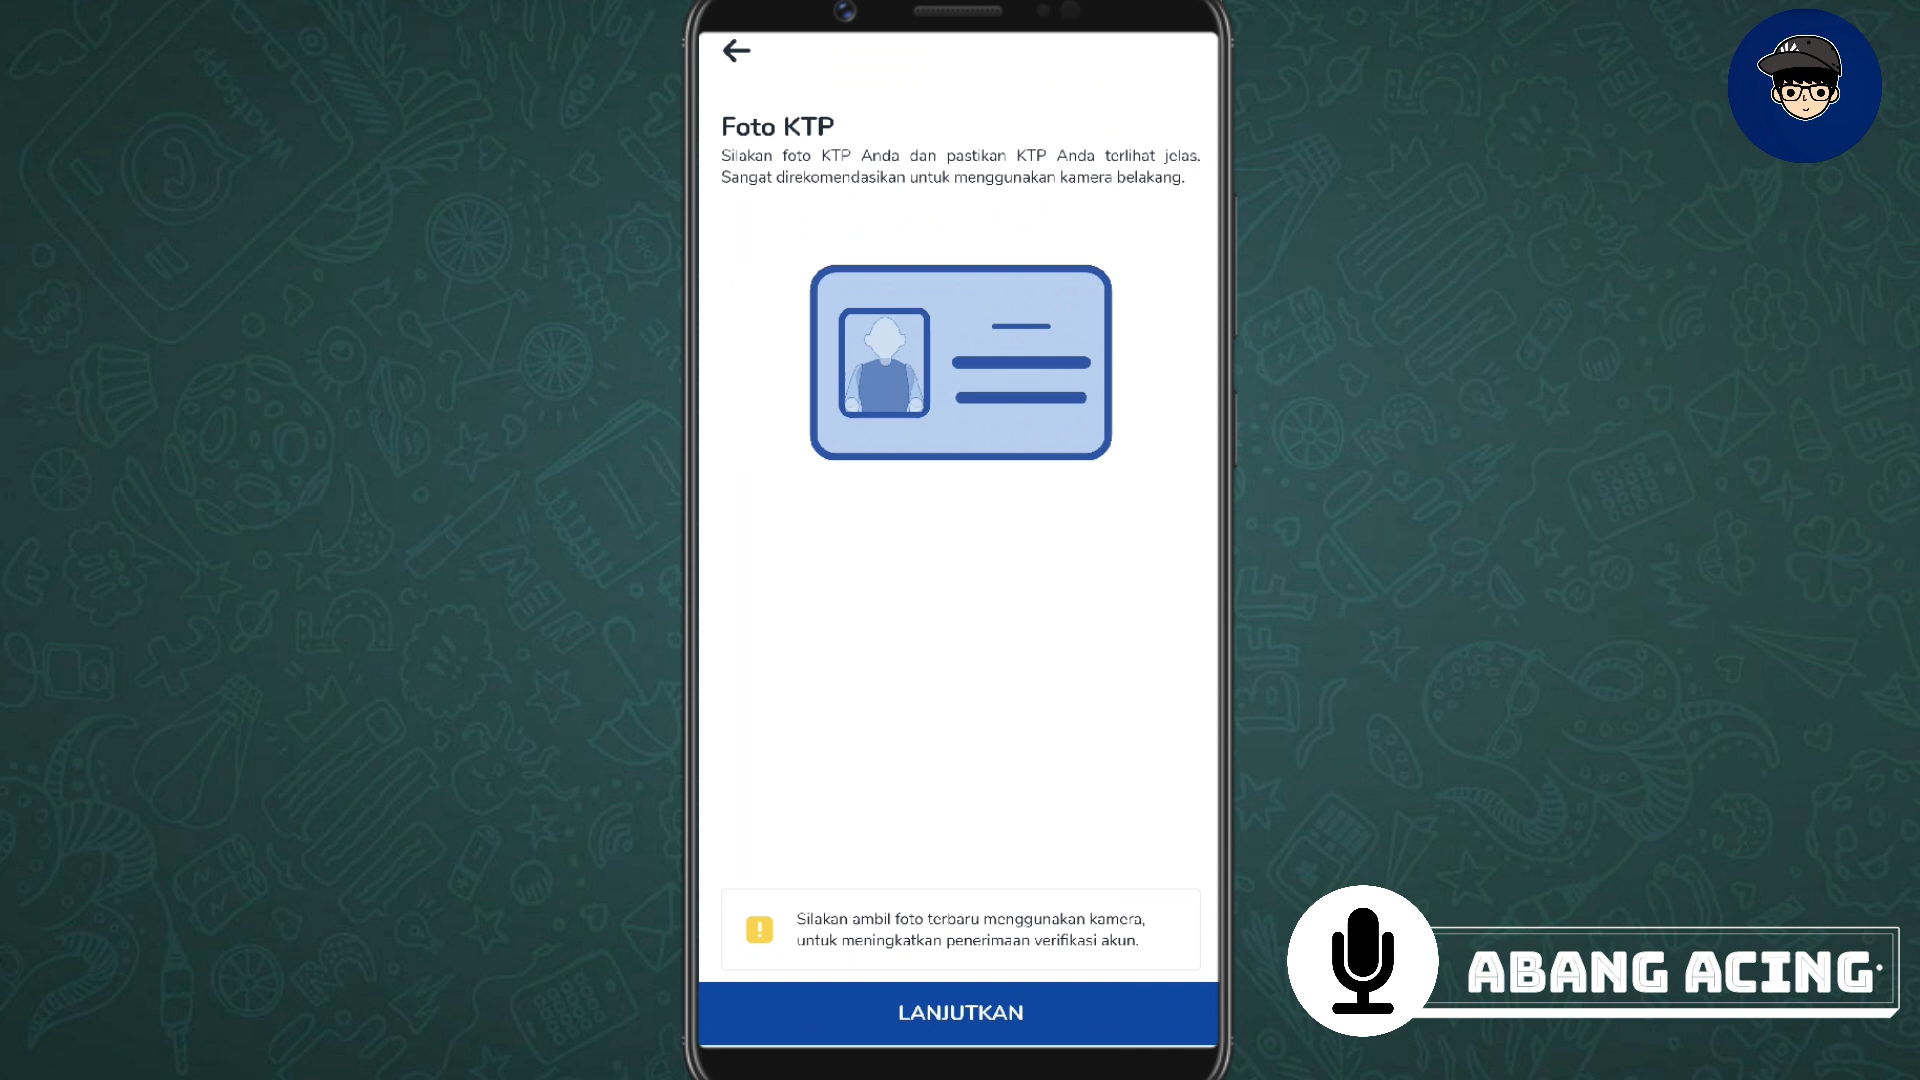 Foto KTP
Silakan foto KTP Anda dan pastikan KTP Anda terlihat jelas.
Sangat direkomendasikan untuk menggunakan kamera belakang.
Silakan ambil foto terbaru menggunakan kamera,
untuk meningkatkan penerimaan verifikasi akun.
LANJUTKAN
ABANG ACING